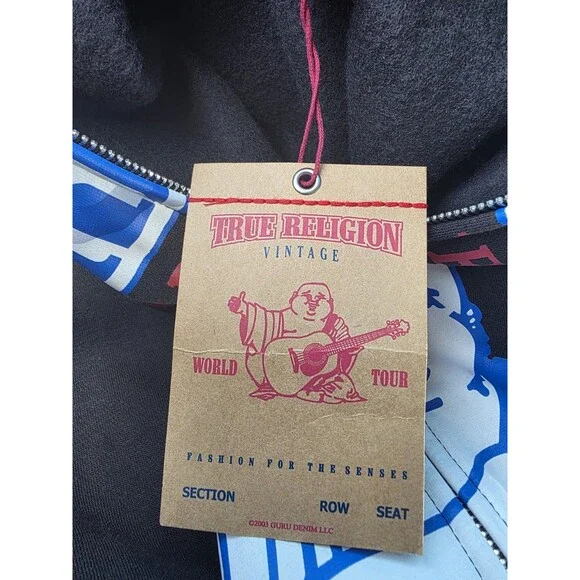 TRUE RELIGION
VINTAGE
WORLD TOUR
FASHION FOR THE SENSES
SECTION ROW SEAT
©2003 GURU DENIM LLC